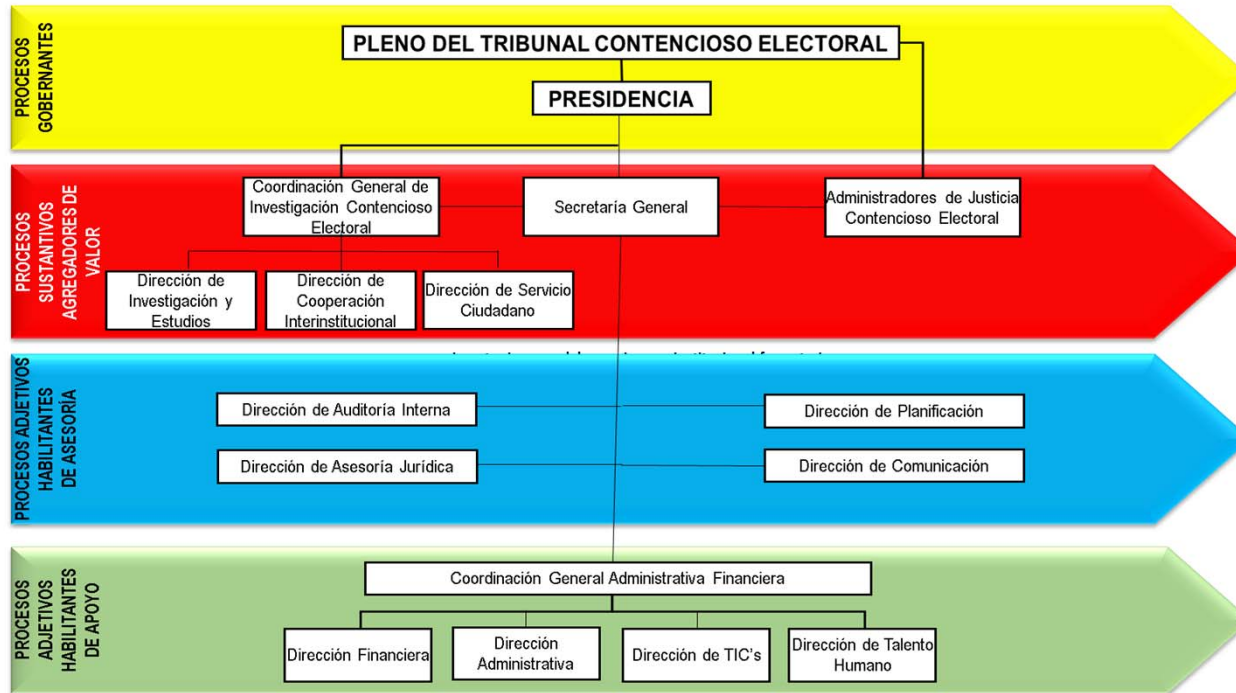 PROCESOS
GOBERNANTES
PLENO DEL TRIBUNAL CONTENCIOSO ELECTORAL
PRESIDENCIA
PROCESOS
SUSTANTIVOS
AGREGADORES DE
VALOR
Coordinación General de
Investigación Contencioso
Electoral
Secretaría General
Administradores de Justicia
Contencioso Electoral
Dirección de
Investigación y
Estudios
Dirección de
Cooperación
Interinstitucional
Dirección de Servicio
Ciudadano
PROCESOS ADJETIVOS
HABILITANTES
DE ASESORÍA
Dirección de Auditoría Interna
Dirección de Planificación
Dirección de Asesoría Jurídica
Dirección de Comunicación
PROCESOS
ADJETIVOS
HABILITANTES
DE APOYO
Coordinación General Administrativa Financiera
Dirección Financiera
Dirección
Administrativa
Dirección de TIC's
Dirección de Talento
Humano